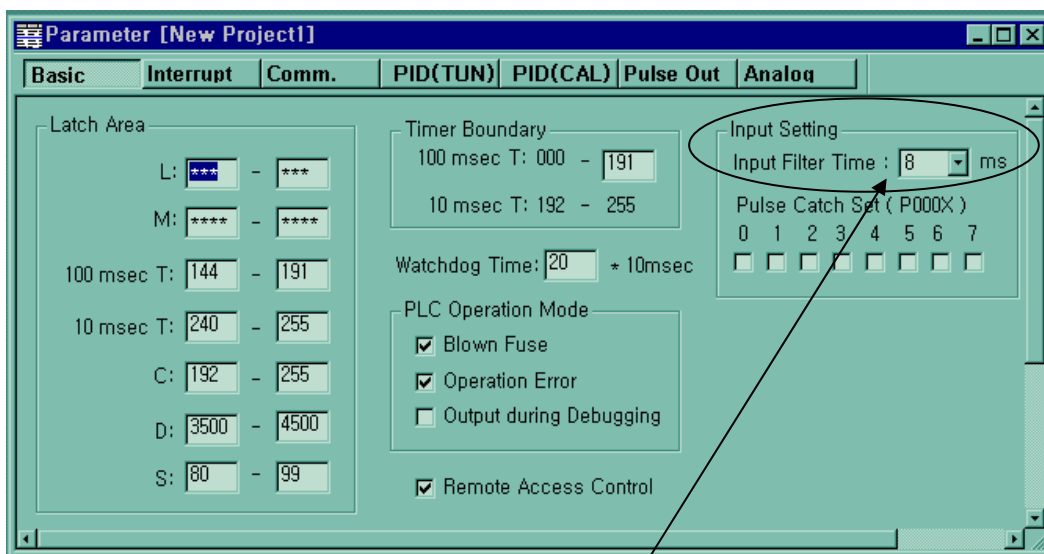 Parameter [New Project1]
Basic Interrupt Comm. PID(TUN) PID(CAL) Pulse Out Analog
Latch Area
L: *** - ***
M: **** - ****
100 msec T: 144 - 191
10 msec T: 240 - 255
C: 192 - 255
D: 3500 - 4500
S: 80 - 99
Timer Boundary
100 msec T: 000 - 191
10 msec T: 192 - 255
Watchdog Time: 20 * 10msec
PLC Operation Mode
Blown Fuse
Operation Error
Output during Debugging
Remote Access Control
Input Setting
Input Filter Time : 8 ms
Pulse Catch Set ( P000X )
0 1 2 3 4 5 6 7